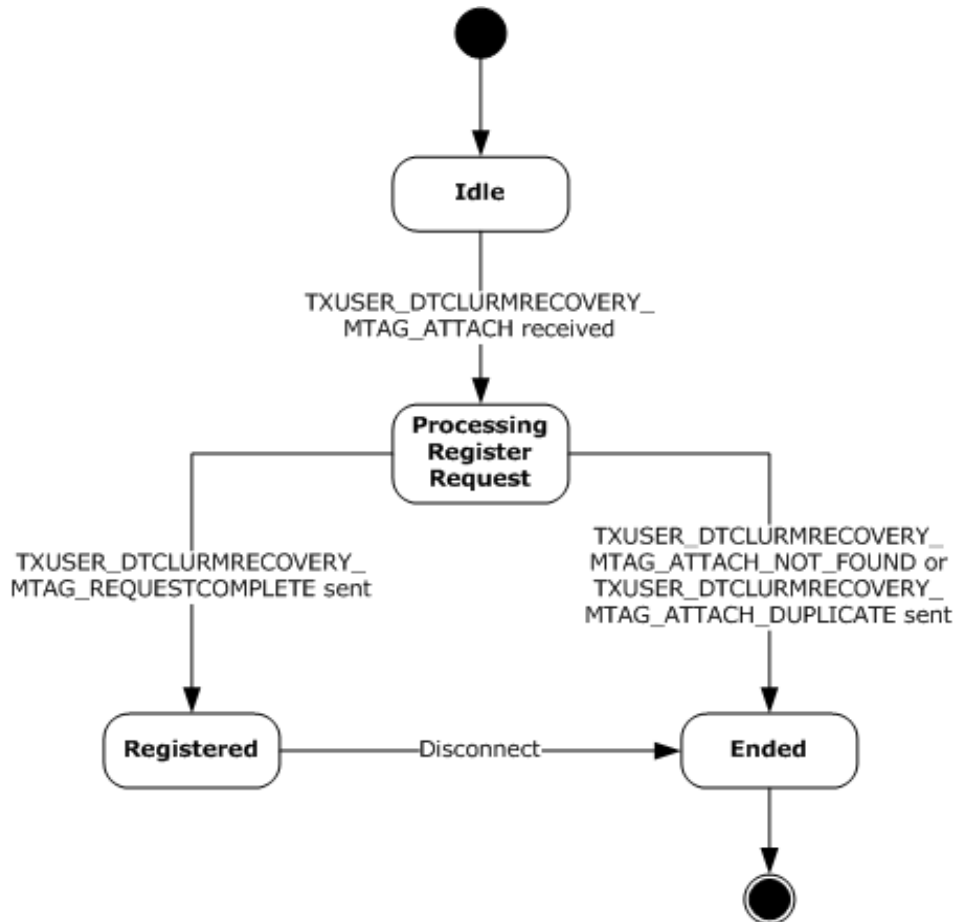 Idle
TXUSER_DTCLURMRECOVERY_
MTAG_ATTACH received
Processing
Register
Request
TXUSER_DTCLURMRECOVERY_
MTAG_REQUESTCOMPLETE sent
TXUSER_DTCLURMRECOVERY_
MTAG_ATTACH_NOT_FOUND or
TXUSER_DTCLURMRECOVERY_
MTAG_ATTACH_DUPLICATE sent
Registered
Disconnect
Ended